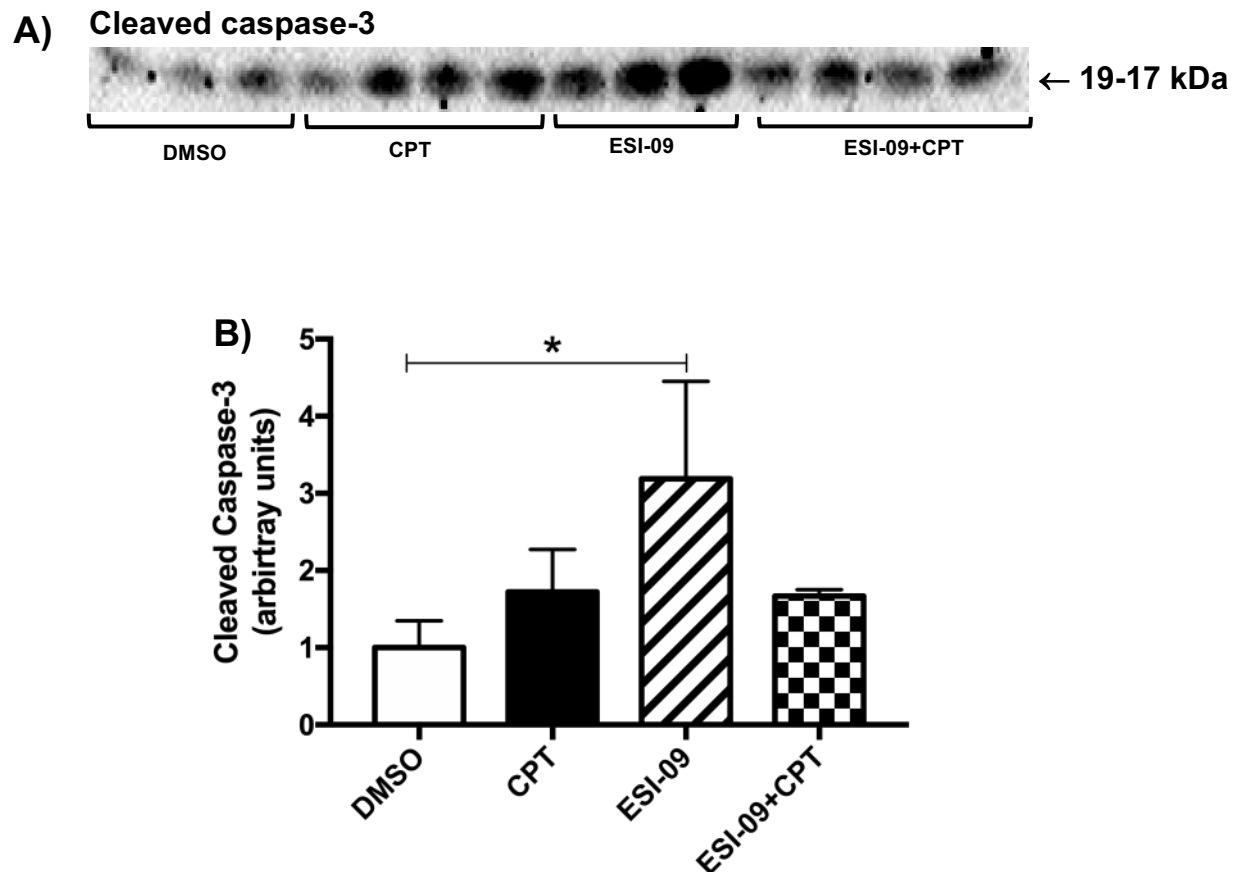 A) Cleaved caspase-3
← 19-17 kDa
DMSO CPT ESI-09 ESI-09+CPT
B)
Cleaved Caspase-3
(arbirtray units)
5
4
3
2
1
0
*
DMSO CPT ESI-09 ESI-09+CPT